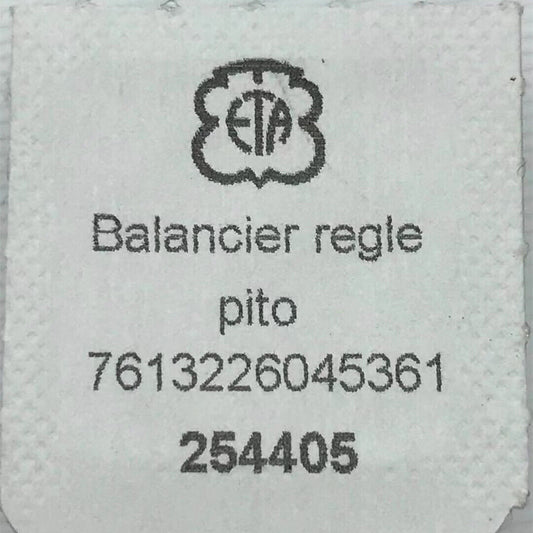 ETA
Balancier regle
pito
7613226045361
254405